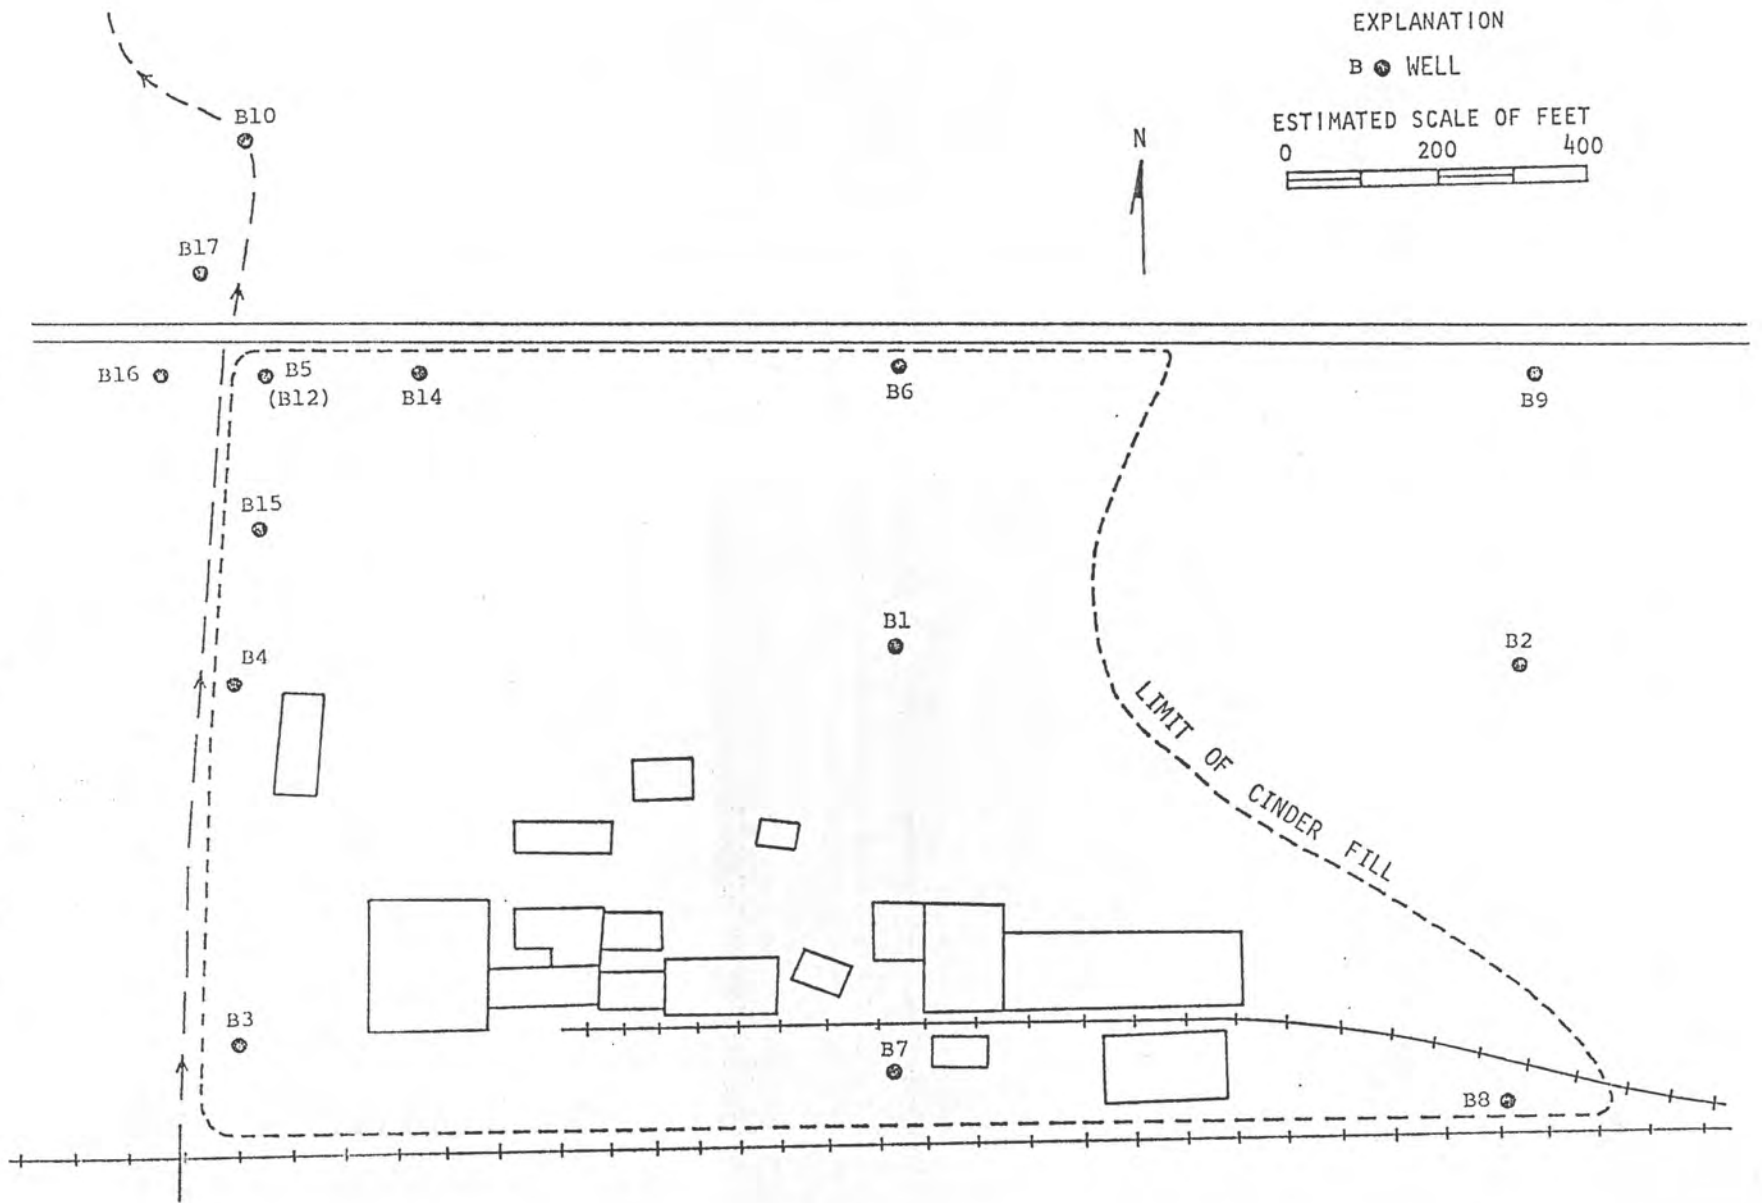 EXPLANATION
B WELL
ESTIMATED SCALE OF FEET
0 200 400
N
B10
B17
B16
B5
(B12)
B14
B6
B9
B15
B1
B4
B2
LIMIT OF CINDER FILL
B3
B7
B8